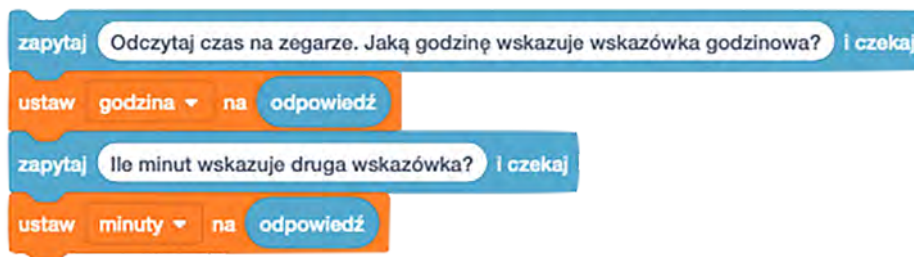 zapytaj Odczytaj czas na zegarze. Jaką godzinę wskazuje wskazówka godzinowa? i czekaj
ustaw godzina na odpowiedź
zapytaj Ile minut wskazuje druga wskazówka? i czekaj
ustaw minuty na odpowiedź